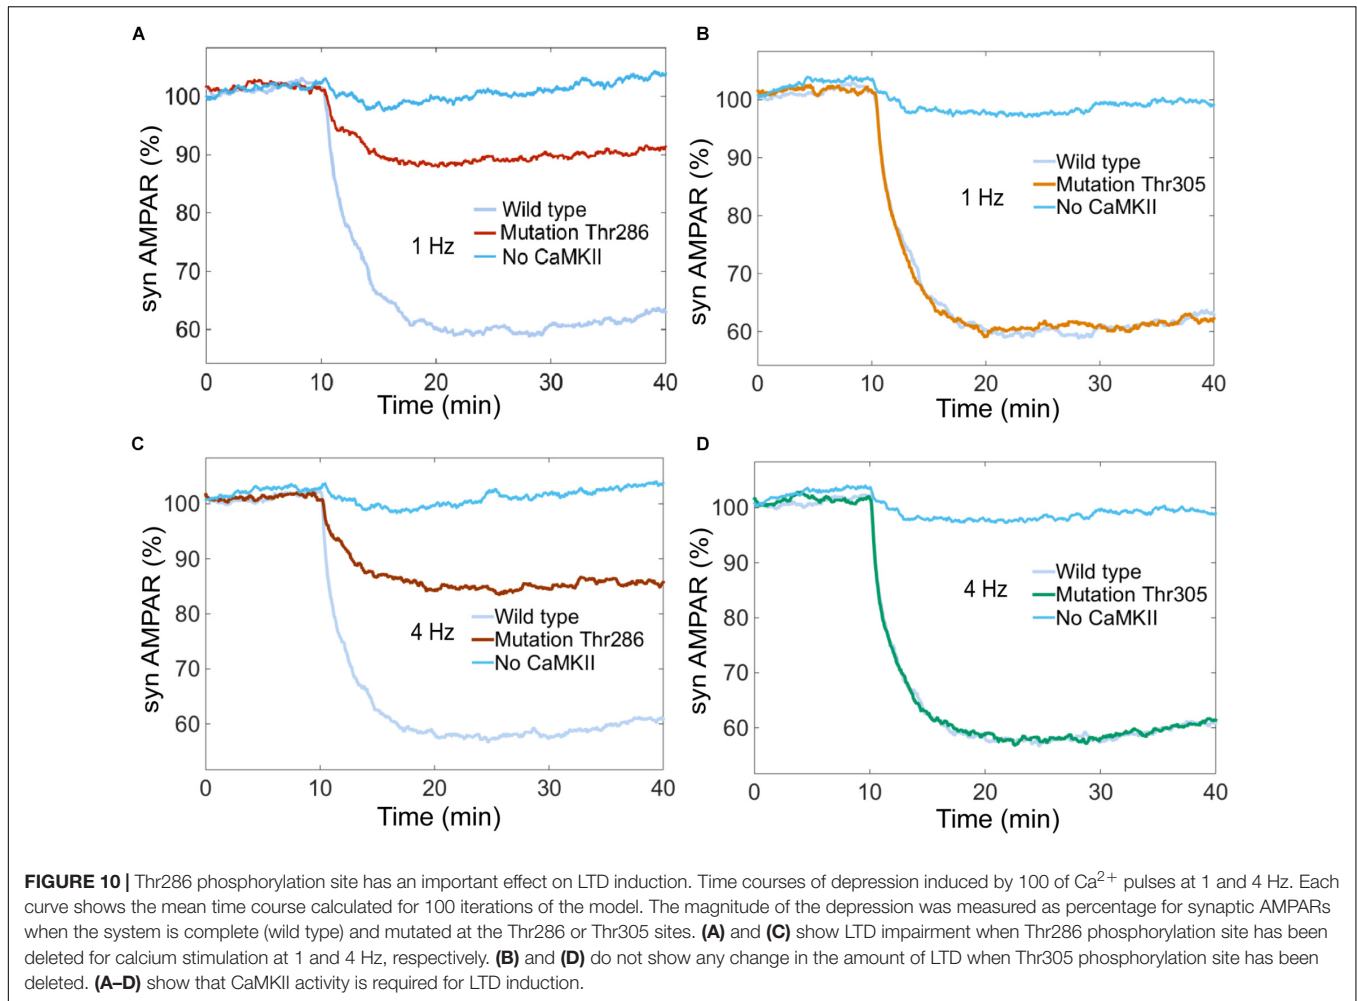 A
syn AMPAR (%)
100
90
80
70
60
1 Hz
Wild type
Mutation Thr286
No CaMKII
0
10
20
30
40
Time (min)
B
syn AMPAR (%)
100
90
80
70
60
1 Hz
Wild type
Mutation Thr305
No CaMKII
0
10
20
30
40
Time (min)
C
syn AMPAR (%)
100
90
80
70
60
4 Hz
Wild type
Mutation Thr286
No CaMKII
0
10
20
30
40
Time (min)
D
syn AMPAR (%)
100
90
80
70
60
4 Hz
Wild type
Mutation Thr305
No CaMKII
0
10
20
30
40
Time (min)
FIGURE 10 | Thr286 phosphorylation site has an important effect on LTD induction. Time courses of depression induced by 100 of Ca2+ pulses at 1 and 4 Hz. Each
curve shows the mean time course calculated for 100 iterations of the model. The magnitude of the depression was measured as percentage for synaptic AMPARs
when the system is complete (wild type) and mutated at the Thr286 or Thr305 sites. (A) and (C) show LTD impairment when Thr286 phosphorylation site has been
deleted for calcium stimulation at 1 and 4 Hz, respectively. (B) and (D) do not show any change in the amount of LTD when Thr305 phosphorylation site has been
deleted. (A–D) show that CaMKII activity is required for LTD induction.